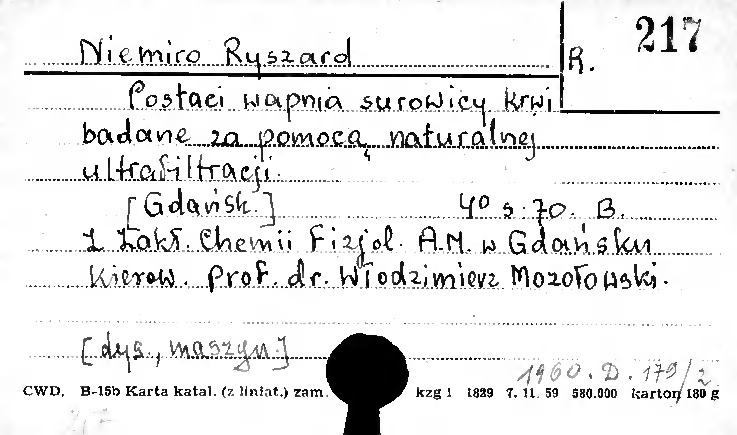 Niemiro Ryszard
R. 217
Postaci wapnia surowicy krwi
badane za pomocą naturalnej
ultrafiltracji.
[Gdańsk.] 4° s. 70. B.
Z Zakł. Chemii Fizjol. A.M. w Gdańsku
Kierow. Prof. dr. Włodzimierz Mozołowski.
[dys., maszyn.]
1960. D. 179/2
CWD. B-15b Karta katal. (z liniat.) zam. kzg 1 1829 7. 11. 59 580.000 karton 180 g